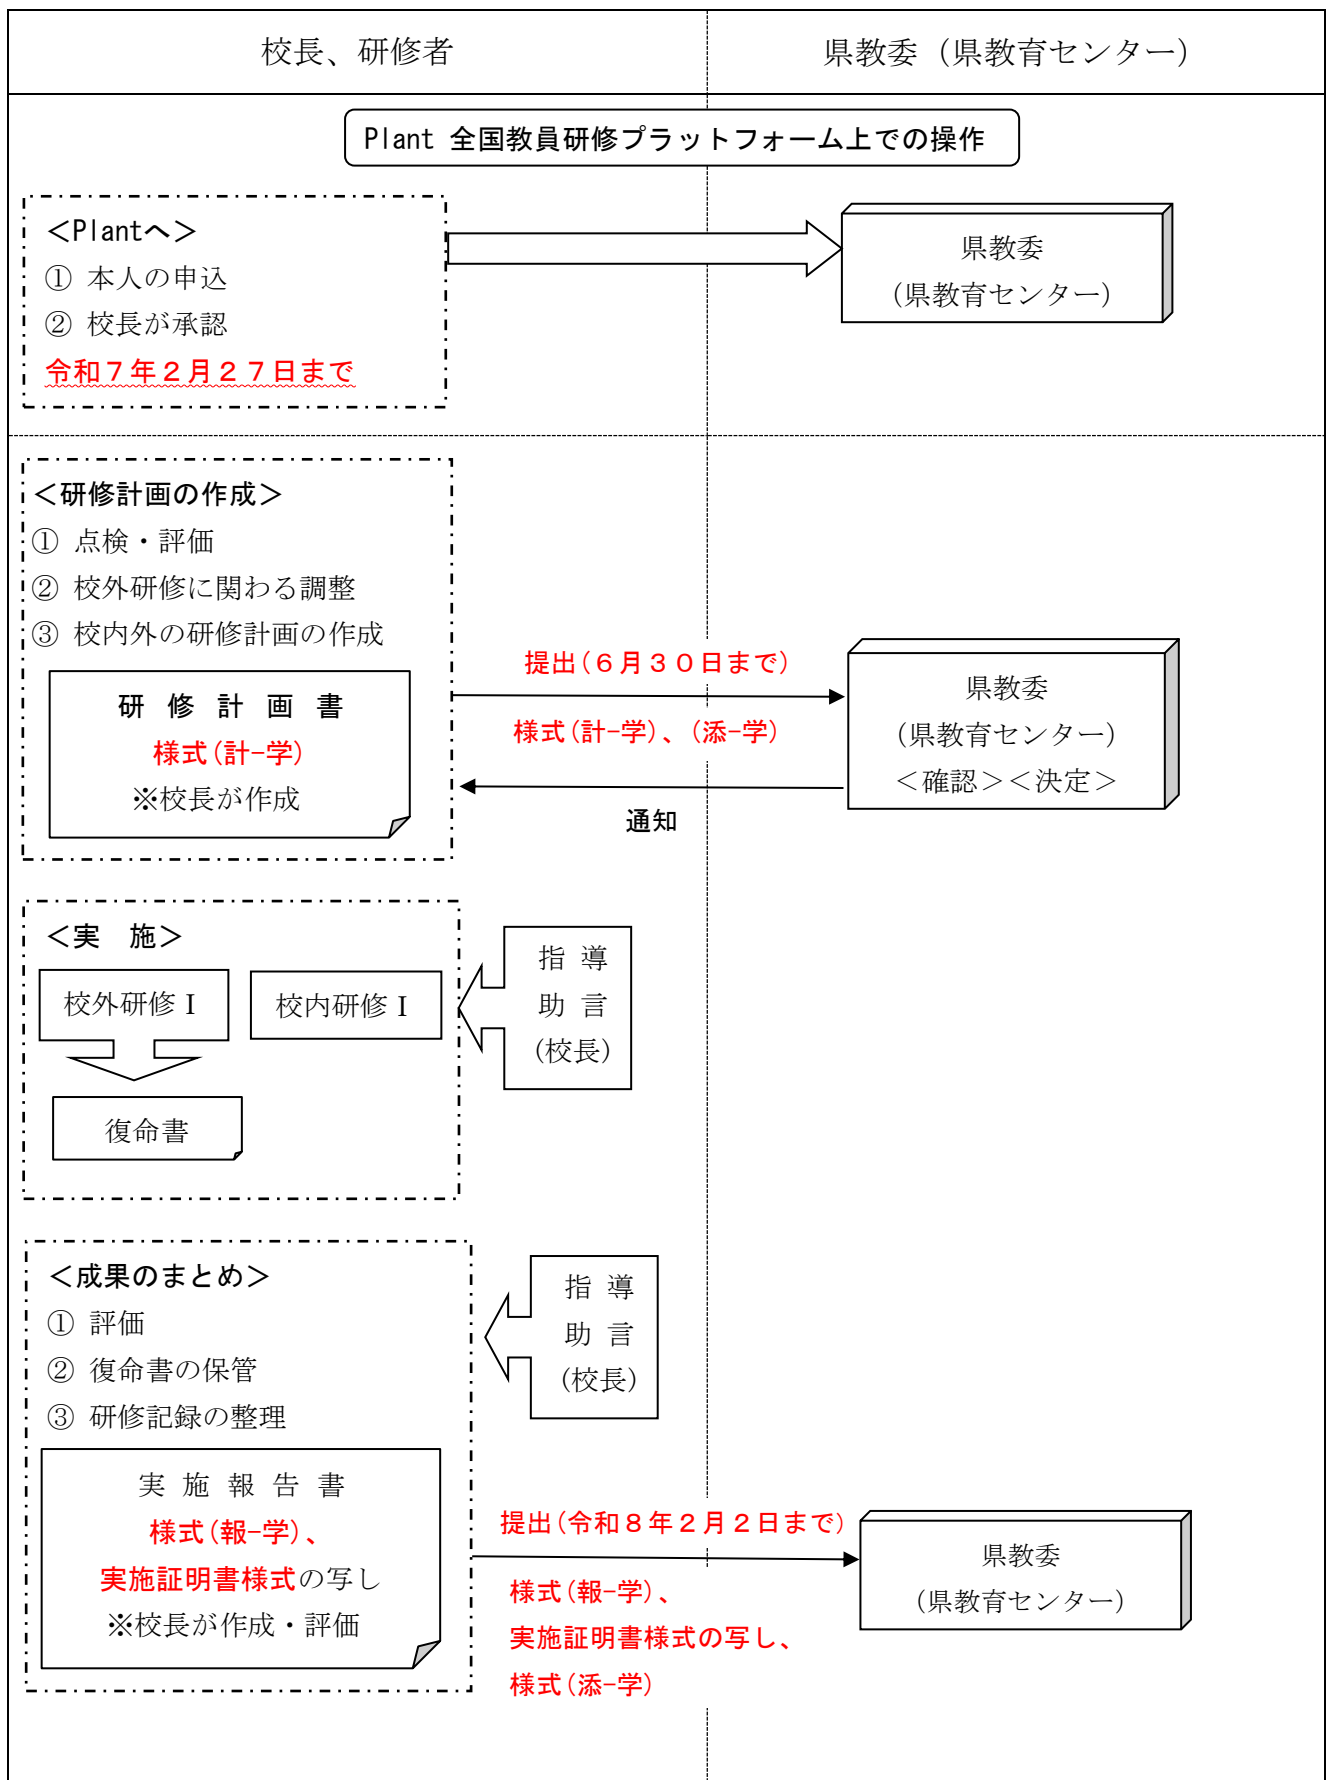 校長、研修者
県教委（県教育センター）
Plant 全国教員研修プラットフォーム上での操作
＜Plantへ＞
① 本人の申込
② 校長が承認
令和７年２月２７日まで
県教委
(県教育センター)
＜研修計画の作成＞
① 点検・評価
② 校外研修に関わる調整
③ 校内外の研修計画の作成
研 修 計 画 書
様式(計-学)
※校長が作成
提出(６月３０日まで)
様式(計-学)、(添-学)
通知
県教委
(県教育センター)
＜確認＞＜決定＞
＜実　施＞
校外研修Ⅰ
校内研修Ⅰ
復命書
指 導
助 言
(校長)
＜成果のまとめ＞
① 評価
② 復命書の保管
③ 研修記録の整理
指 導
助 言
(校長)
実 施 報 告 書
様式(報-学)、
実施証明書様式の写し
※校長が作成・評価
提出(令和８年２月２日まで)
様式(報-学)、
実施証明書様式の写し、
様式(添-学)
県教委
(県教育センター)